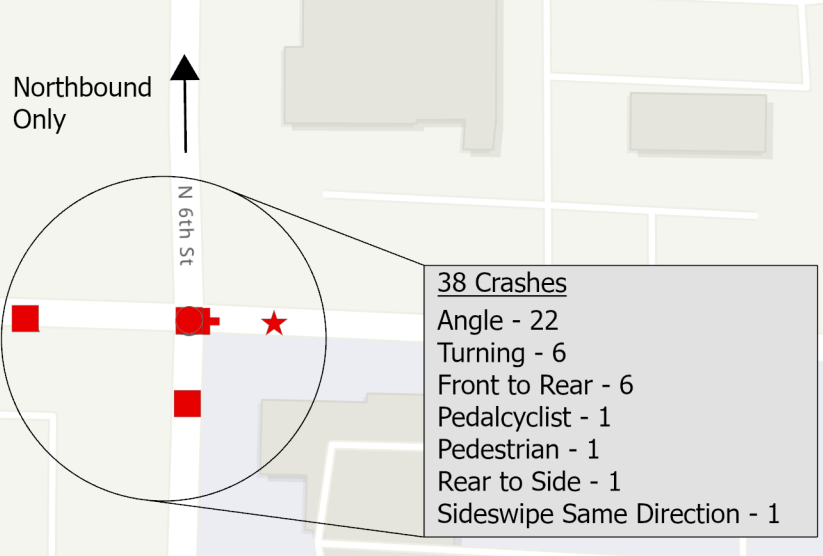 Northbound
Only
N 6th St
38 Crashes
Angle - 22
Turning - 6
Front to Rear - 6
Pedalcyclist - 1
Pedestrian - 1
Rear to Side - 1
Sideswipe Same Direction - 1